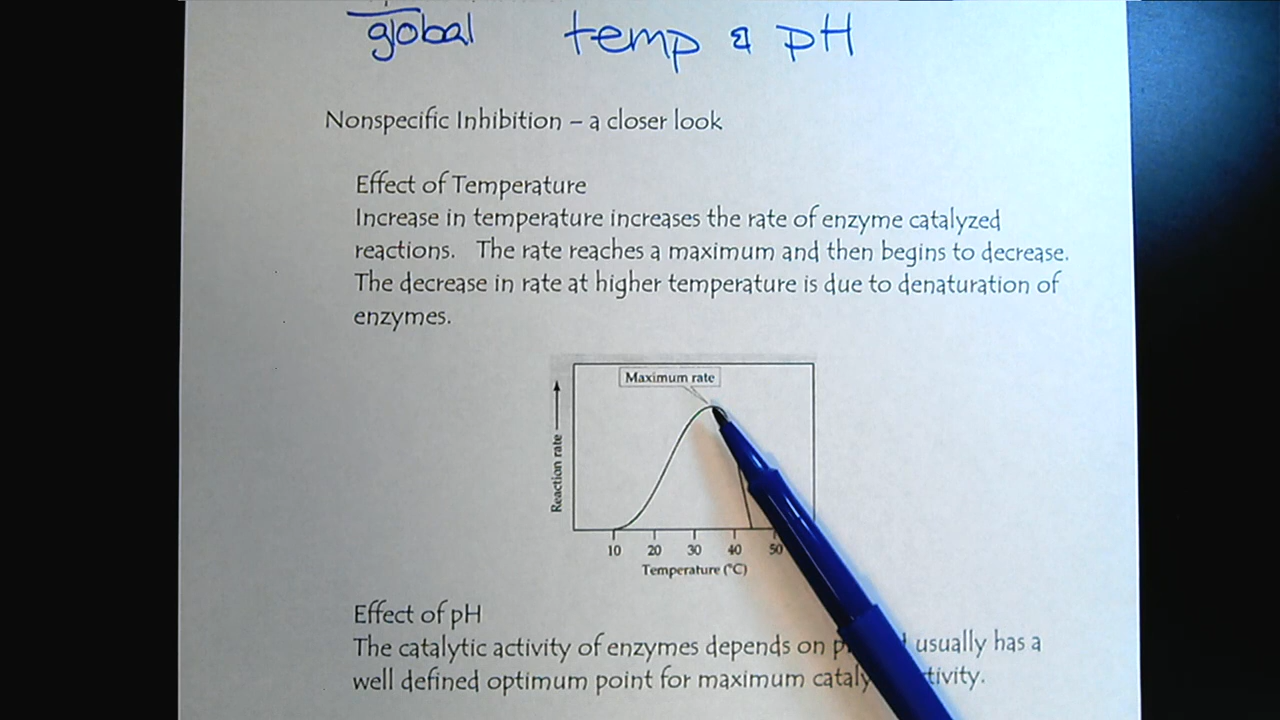 global temp & pH
Nonspecific Inhibition – a closer look
Effect of Temperature
Increase in temperature increases the rate of enzyme catalyzed
reactions. The rate reaches a maximum and then begins to decrease.
The decrease in rate at higher temperature is due to denaturation of
enzymes.
Maximum rate
Reaction rate
10 20 30 40 50
Temperature (°C)
Effect of pH
The catalytic activity of enzymes depends on usually has a
well defined optimum point for maximum